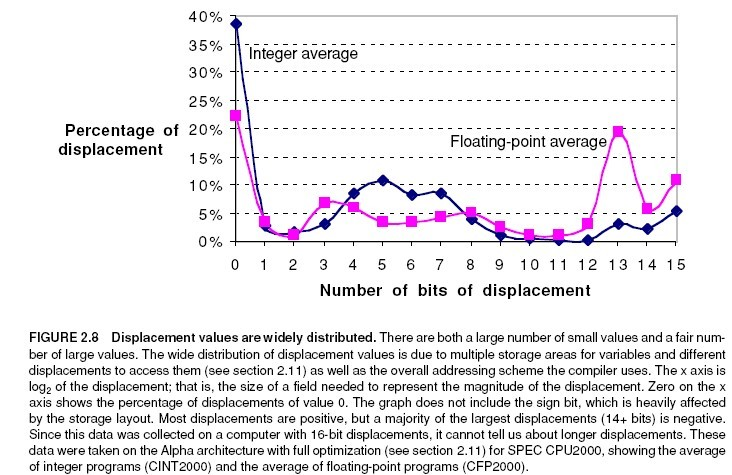 40%
35%
Integer average
30%
25%
20%
Percentage of
displacement
Floating-point average
15%
10%
5%
0%
0 1 2 3 4 5 6 7 8 9 10 11 12 13 14 15
Number of bits of displacement
FIGURE 2.8 Displacement values are widely distributed. There are both a large number of small values and a fair num-
ber of large values. The wide distribution of displacement values is due to multiple storage areas for variables and different
displacements to access them (see section 2.11) as well as the overall addressing scheme the compiler uses. The x axis is
log2 of the displacement; that is, the size of a field needed to represent the magnitude of the displacement. Zero on the x
axis shows the percentage of displacements of value 0. The graph does not include the sign bit, which is heavily affected
by the storage layout. Most displacements are positive, but a majority of the largest displacements (14+ bits) is negative.
Since this data was collected on a computer with 16-bit displacements, it cannot tell us about longer displacements. These
data were taken on the Alpha architecture with full optimization (see section 2.11) for SPEC CPU2000, showing the average
of integer programs (CINT2000) and the average of floating-point programs (CFP2000).